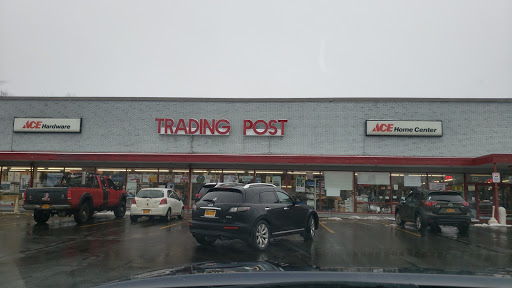 ACE Hardware
TRADING POST
ACE Home Center